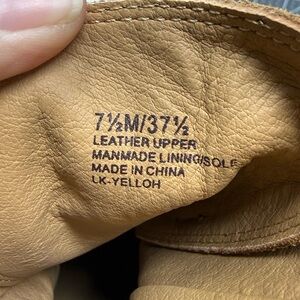 7½M/37½
LEATHER UPPER
MANMADE LINING/SOLE
MADE IN CHINA
LK-YELLOH